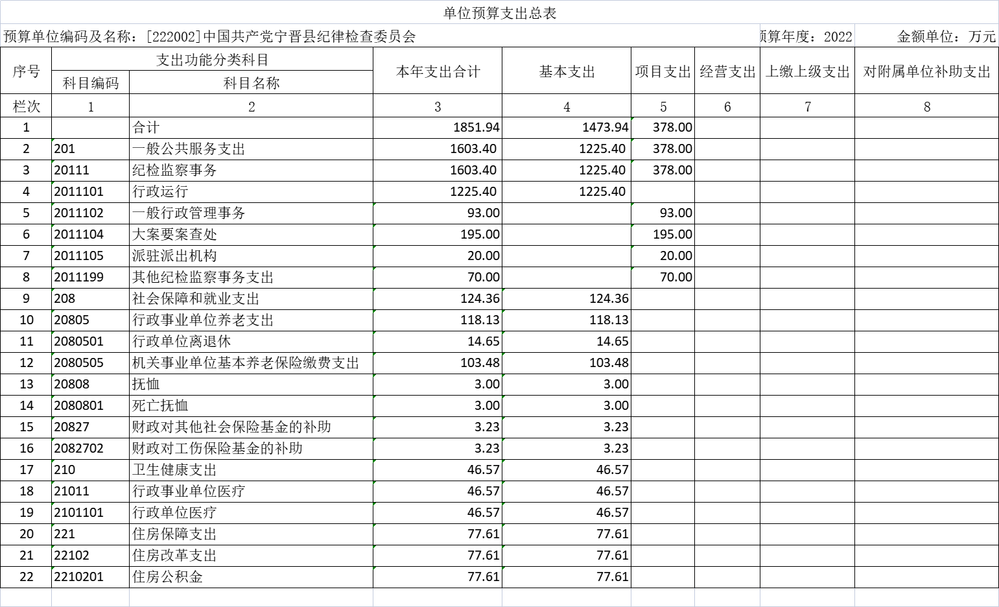 单位预算支出总表
预算单位编码及名称：[222002]中国共产党宁晋县纪律检查委员会 算年度：2022 金额单位：万元
序号 支出功能分类科目 本年支出合计 基本支出 项目支出 经营支出 上缴上级支出 对附属单位补助支出
科目编码 科目名称
栏次 1 2 3 4 5 6 7 8
1 合计 1851.94 1473.94 378.00
2 201 一般公共服务支出 1603.40 1225.40 378.00
3 20111 纪检监察事务 1603.40 1225.40 378.00
4 2011101 行政运行 1225.40 1225.40
5 2011102 一般行政管理事务 93.00 93.00
6 2011104 大案要案查处 195.00 195.00
7 2011105 派驻派出机构 20.00 20.00
8 2011199 其他纪检监察事务支出 70.00 70.00
9 208 社会保障和就业支出 124.36 124.36
10 20805 行政事业单位养老支出 118.13 118.13
11 2080501 行政单位离退休 14.65 14.65
12 2080505 机关事业单位基本养老保险缴费支出 103.48 103.48
13 20808 抚恤 3.00 3.00
14 2080801 死亡抚恤 3.00 3.00
15 20827 财政对其他社会保险基金的补助 3.23 3.23
16 2082702 财政对工伤保险基金的补助 3.23 3.23
17 210 卫生健康支出 46.57 46.57
18 21011 行政事业单位医疗 46.57 46.57
19 2101101 行政单位医疗 46.57 46.57
20 221 住房保障支出 77.61 77.61
21 22102 住房改革支出 77.61 77.61
22 2210201 住房公积金 77.61 77.61